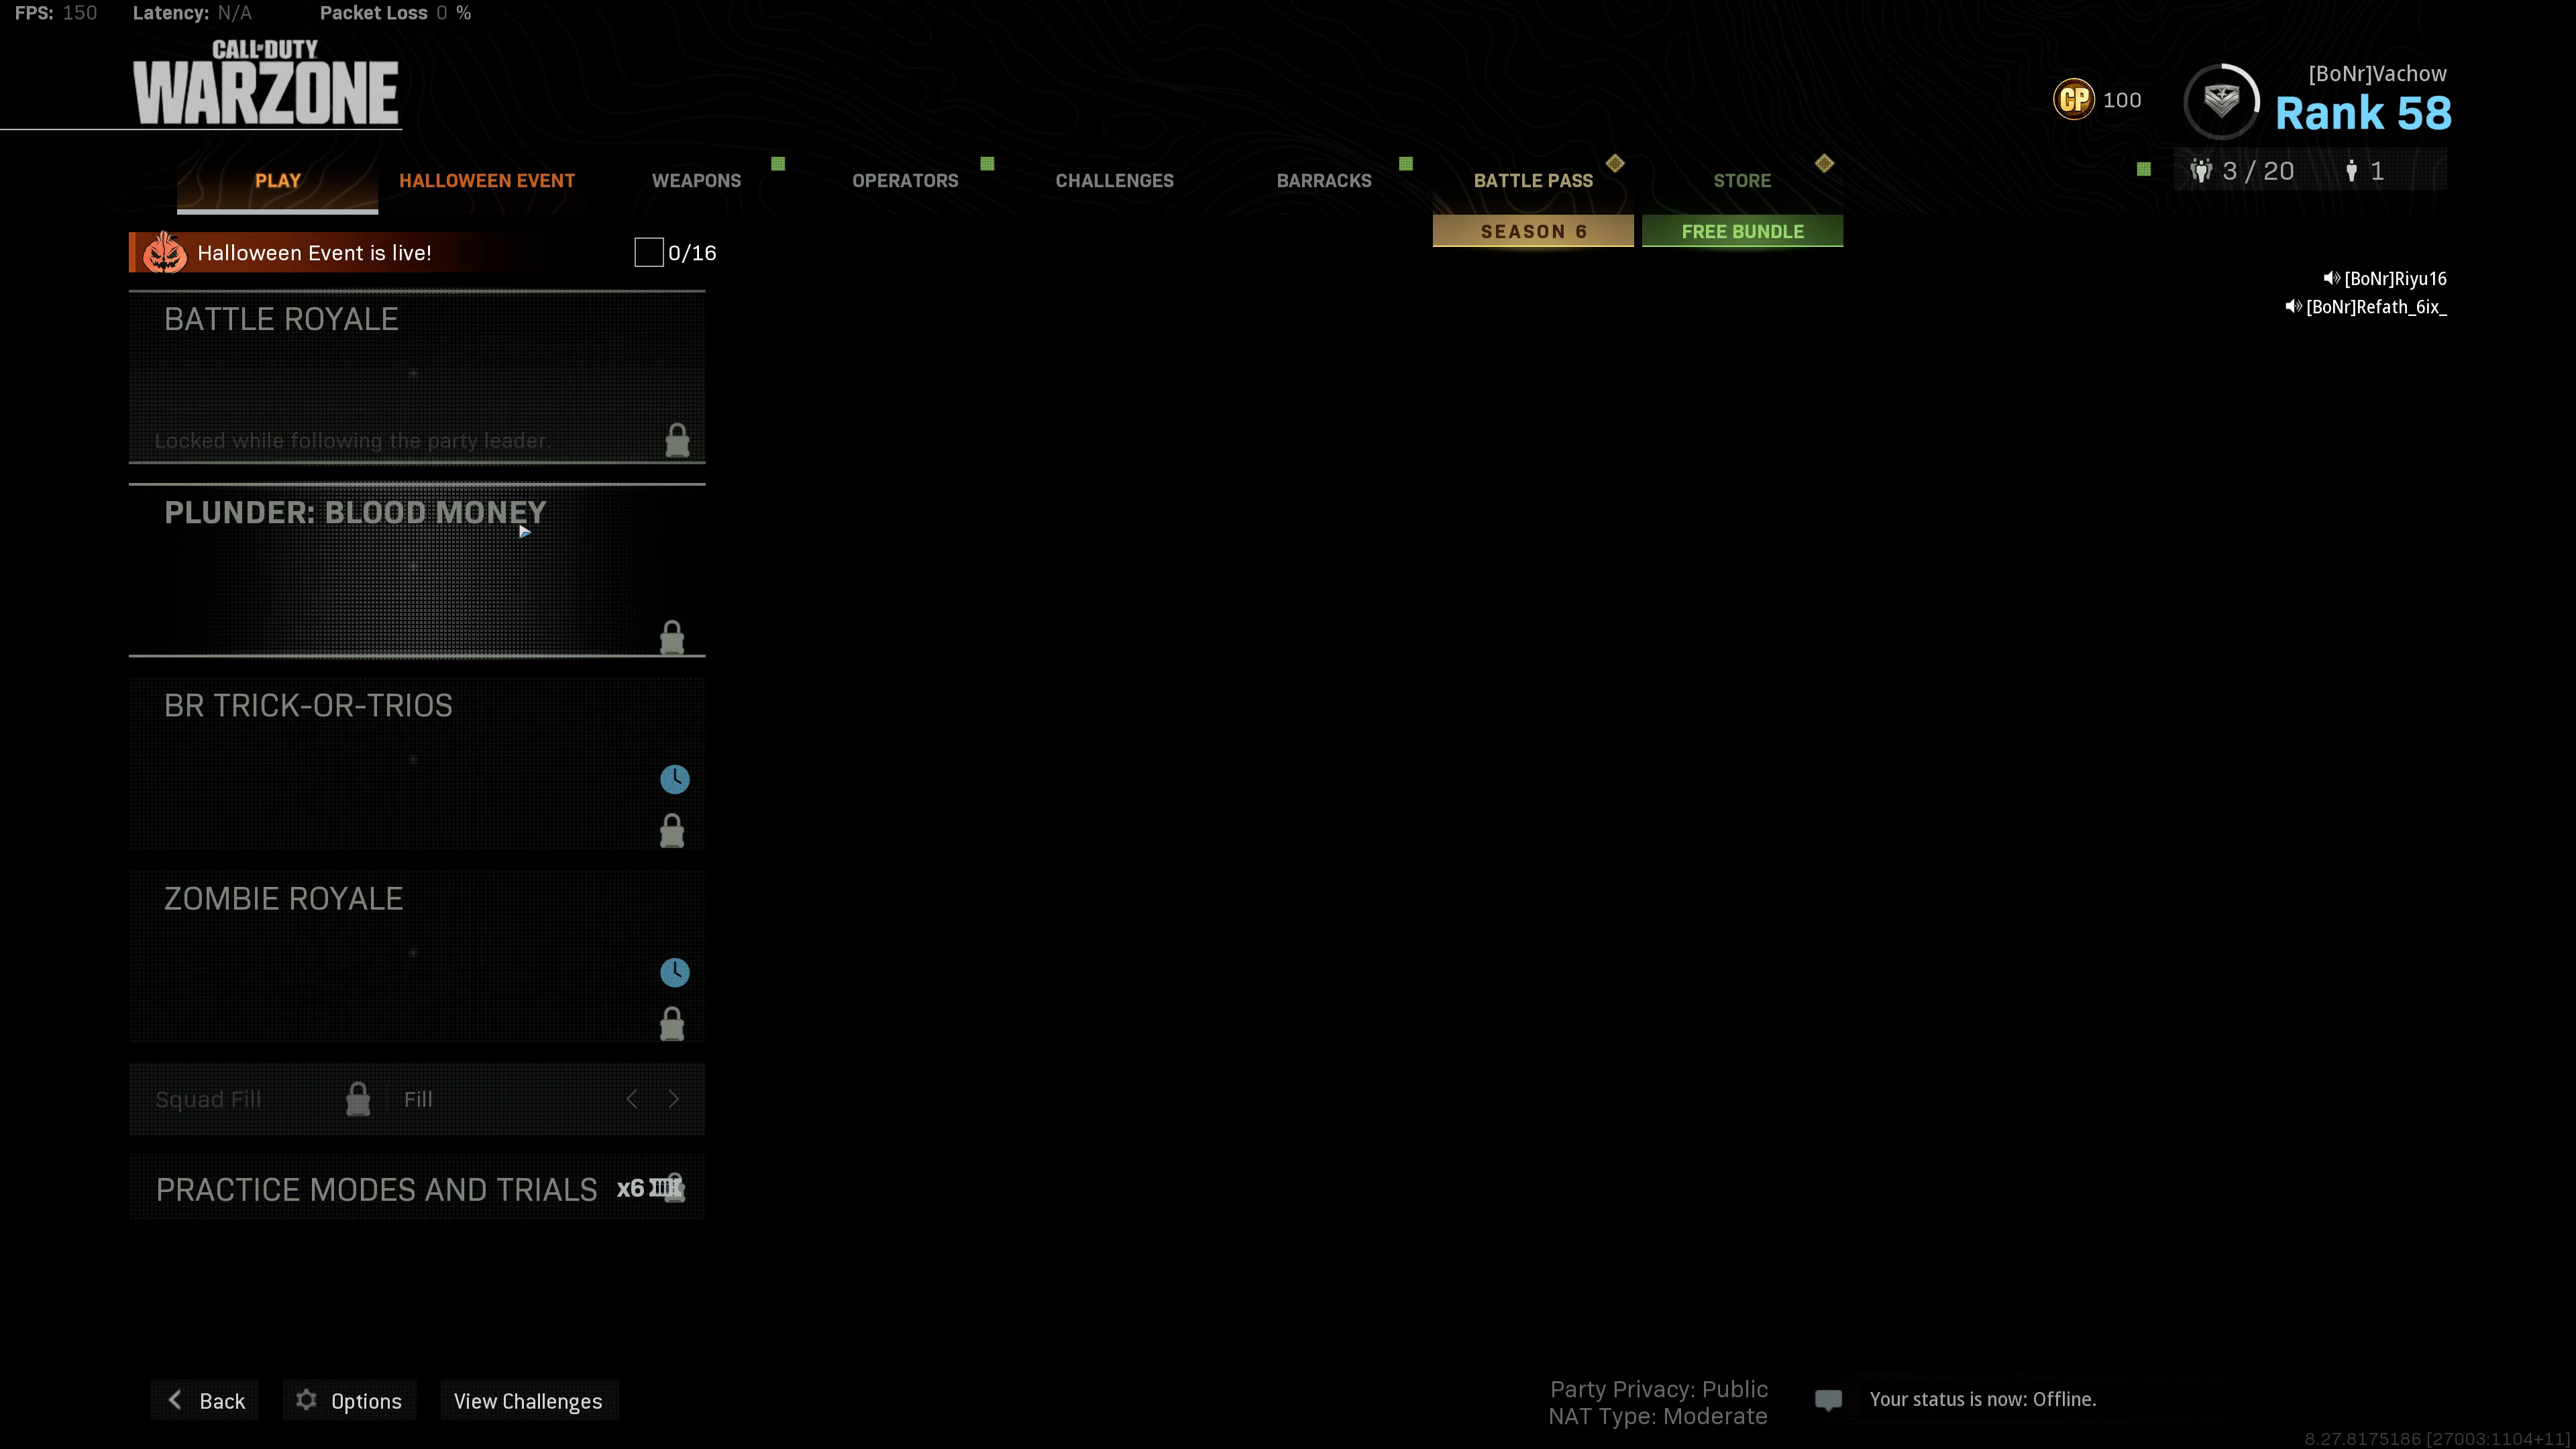 FPS: 150 Latency: N/A Packet Loss 0 %
CALL OF DUTY
WARZONE
CP 100
[BoNr]Vachow
Rank 58
3 / 20 1
PLAY HALLOWEEN EVENT WEAPONS OPERATORS CHALLENGES BARRACKS BATTLE PASS STORE
SEASON 6 FREE BUNDLE
Halloween Event is live! 0/16
[BoNr]Riyu16
[BoNr]Refath_6ix_
BATTLE ROYALE
Locked while following the party leader.
PLUNDER: BLOOD MONEY
BR TRICK-OR-TRIOS
ZOMBIE ROYALE
Squad Fill Fill
PRACTICE MODES AND TRIALS x6
Back Options View Challenges
Party Privacy: Public
NAT Type: Moderate
Your status is now: Offline.
8.27.8175186 [27003:1104+11]